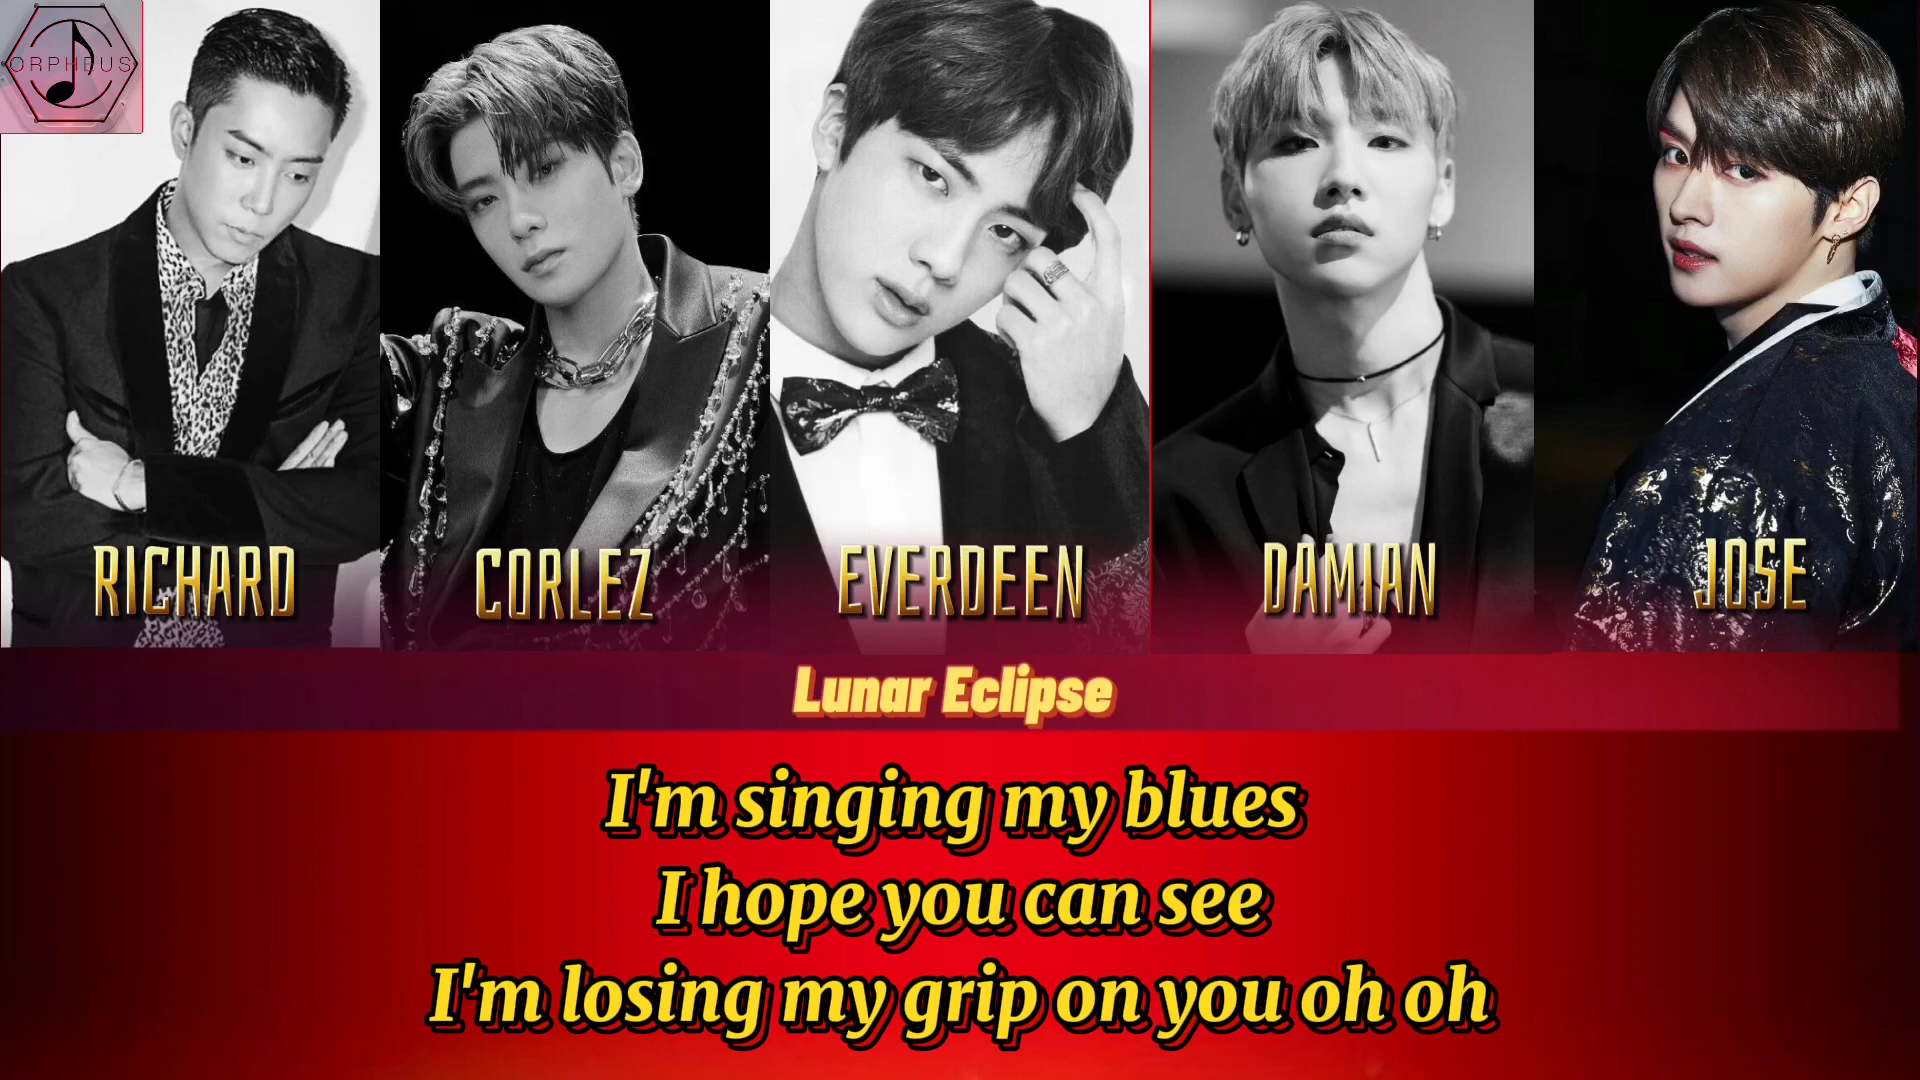 ORPHEUS
RICHARD
CORLEZ
EVERDEEN
DAMIAN
JOSE
Lunar Eclipse
I'm singing my blues
I hope you can see
I'm losing my grip on you oh oh